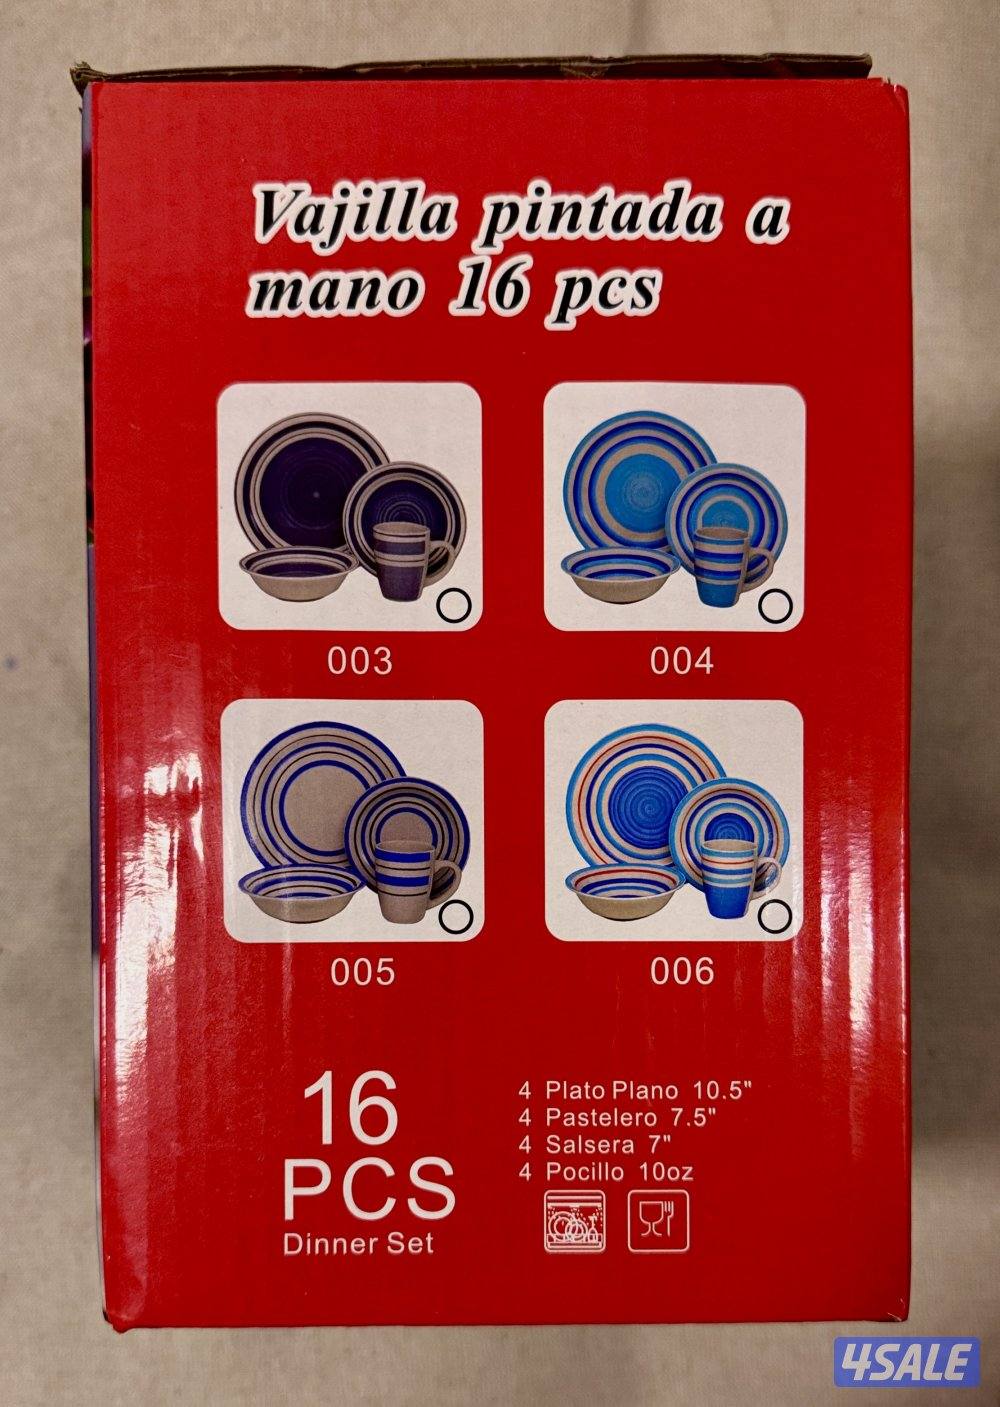 Vajilla pintada a
mano 16 pcs
003
004
005
006
16
PCS
Dinner Set
4 Plato Plano 10.5"
4 Pastelero 7.5"
4 Salsera 7"
4 Pocillo 10oz
4SALE